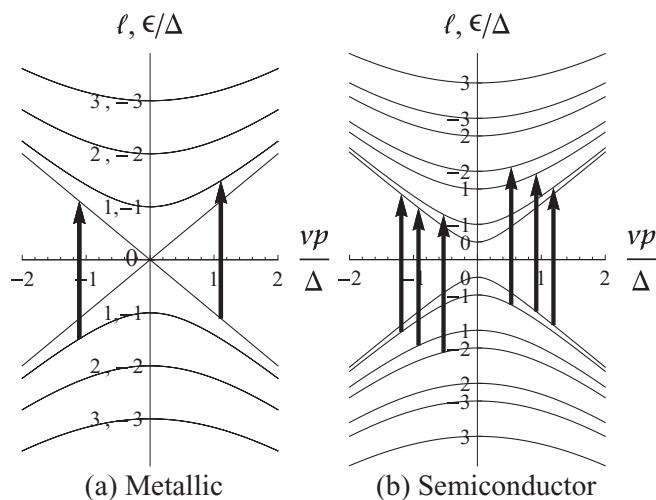 ℓ, ϵ/Δ
3, −3
2, −2
1, −1
0
−2 −1 1 2
vp/Δ
1, −1
2, −2
3, −3
(a) Metallic
ℓ, ϵ/Δ
3
−3
2
−2
1
−1
0
−2 −1 1 2
vp/Δ
0
−1
1
−2
2
−3
3
(b) Semiconductor